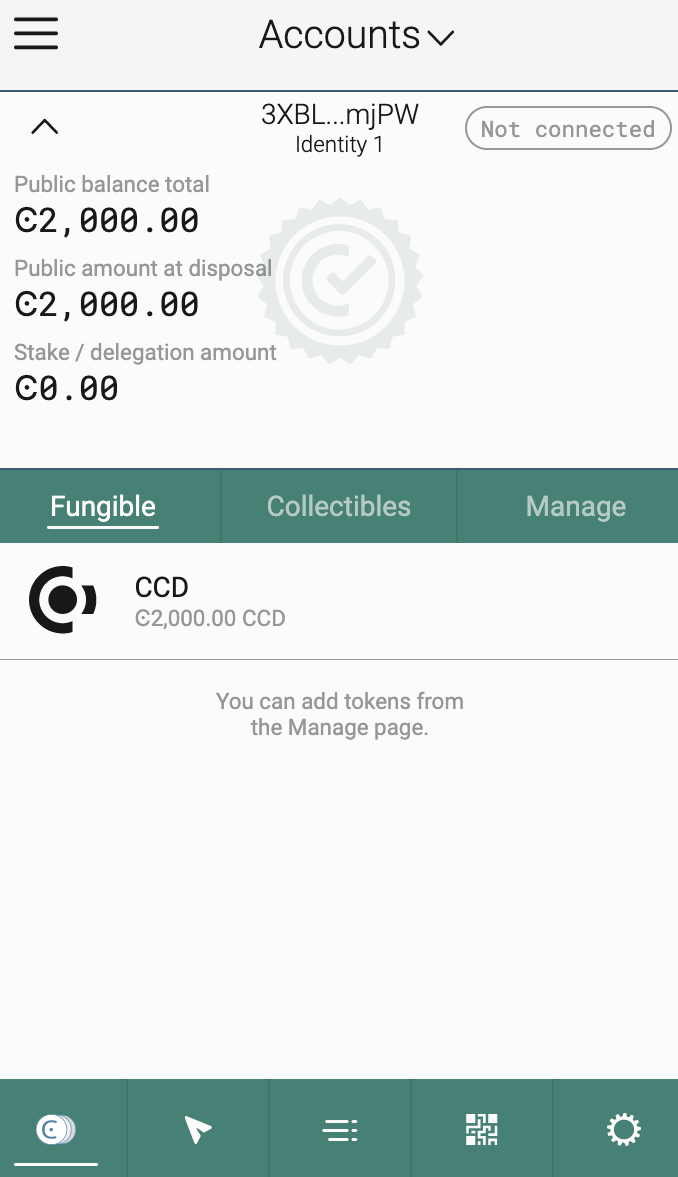 Accounts
3XBL...mjPW
Identity 1
Not connected
Public balance total
Ͼ2,000.00
Public amount at disposal
Ͼ2,000.00
Stake / delegation amount
Ͼ0.00
Fungible Collectibles Manage
CCD
Ͼ2,000.00 CCD
You can add tokens from
the Manage page.